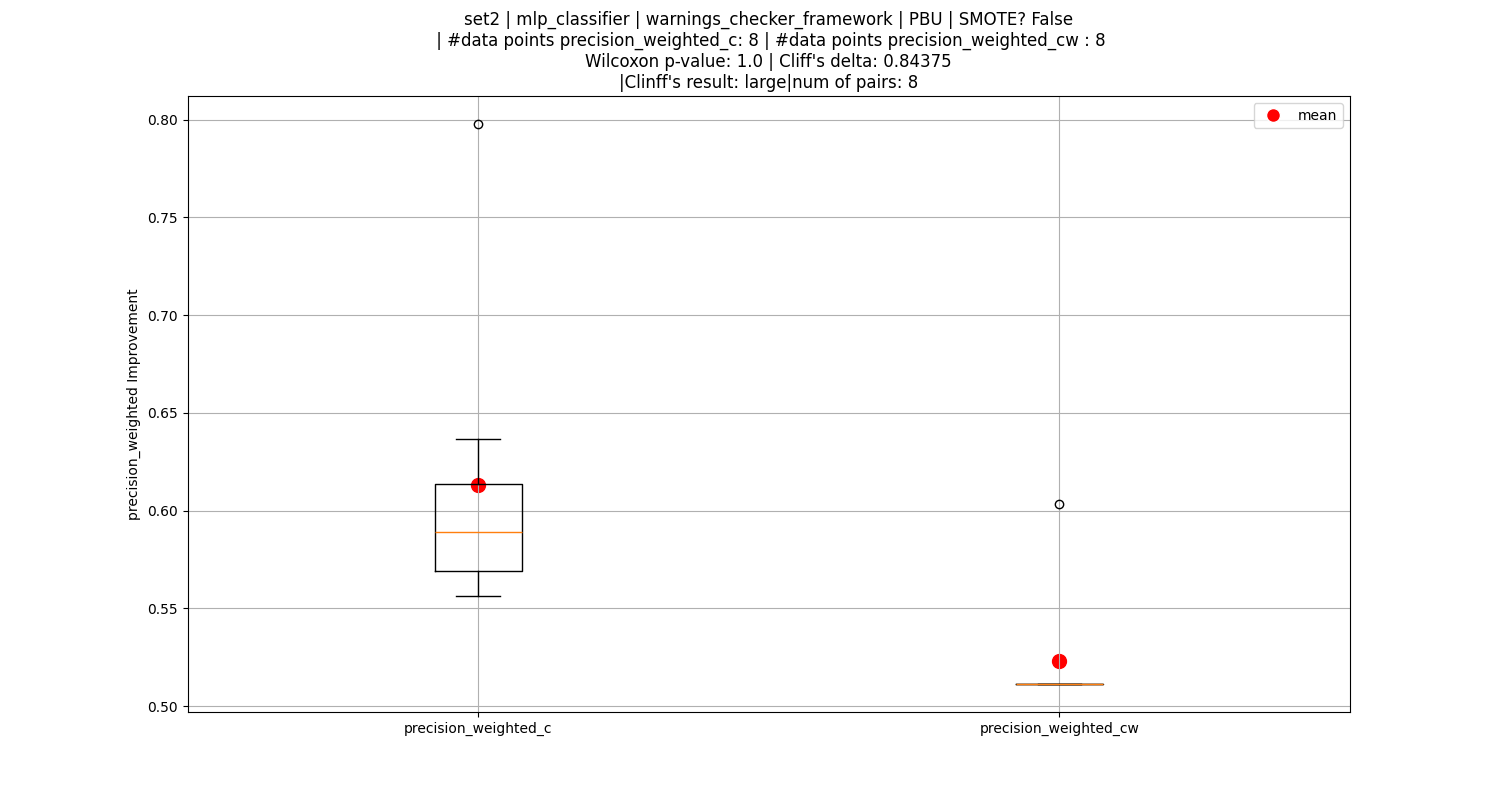 set2 | mlp_classifier | warnings_checker_framework | PBU | SMOTE? False
| #data points precision_weighted_c: 8 | #data points precision_weighted_cw : 8
Wilcoxon p-value: 1.0 | Cliff's delta: 0.84375
|Clinff's result: large|num of pairs: 8
mean
precision_weighted Improvement
0.80
0.75
0.70
0.65
0.60
0.55
0.50
precision_weighted_c
precision_weighted_cw